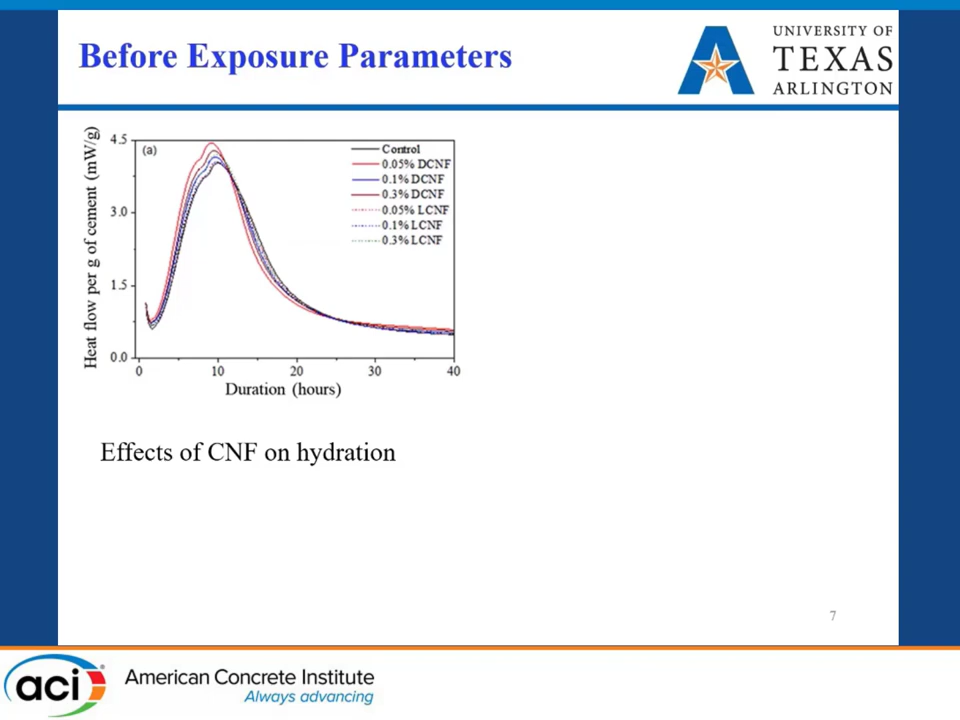 Before Exposure Parameters
UNIVERSITY OF
TEXAS
ARLINGTON
Heat flow per g of cement (mW/g)
4.5
3.0
1.5
0.0
(a)
Control
0.05% DCNF
0.1% DCNF
0.3% DCNF
0.05% LCNF
0.1% LCNF
0.3% LCNF
0 10 20 30 40
Duration (hours)
Effects of CNF on hydration
7
aci
American Concrete Institute
Always advancing